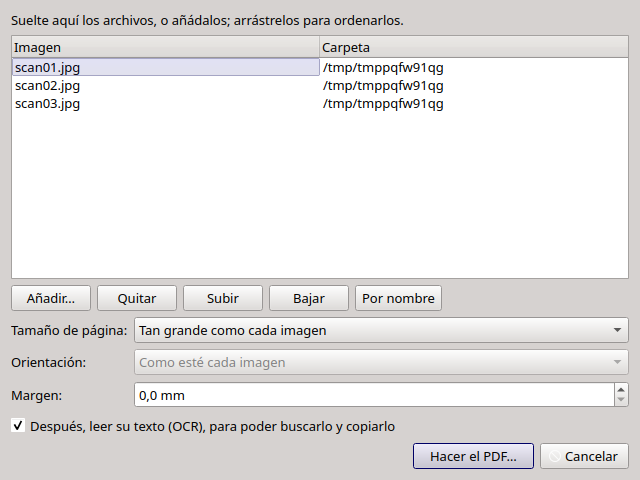 Suelte aquí los archivos, o añádalos; arrástrelos para ordenarlos.
Imagen Carpeta
scan01.jpg /tmp/tmppqfw91qg
scan02.jpg /tmp/tmppqfw91qg
scan03.jpg /tmp/tmppqfw91qg
Añadir... Quitar Subir Bajar Por nombre
Tamaño de página: Tan grande como cada imagen
Orientación: Como esté cada imagen
Margen: 0,0 mm
Después, leer su texto (OCR), para poder buscarlo y copiarlo
Hacer el PDF... Cancelar